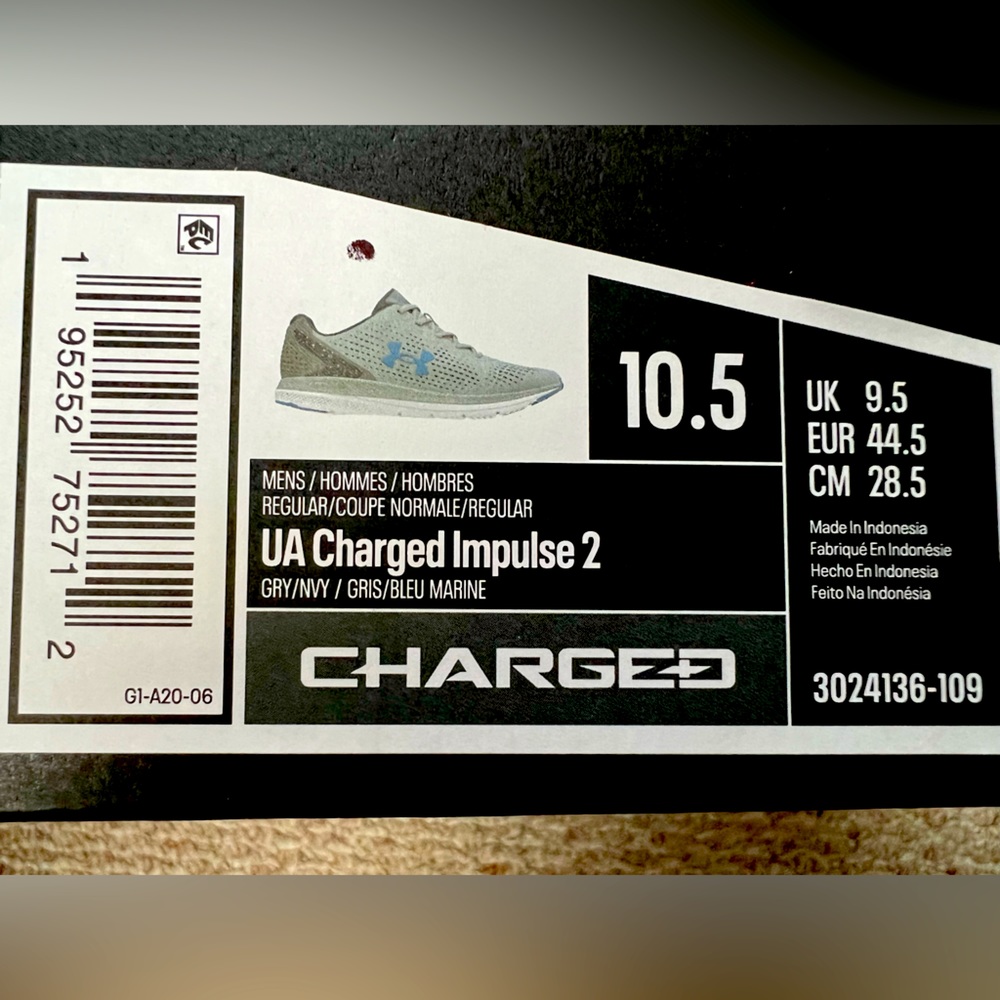 1 95252 75271 2
G1-A20-06
10.5
MENS / HOMMES / HOMBRES
REGULAR/COUPE NORMALE/REGULAR
UA Charged Impulse 2
GRY/NVY / GRIS/BLEU MARINE
CHARGED
UK 9.5
EUR 44.5
CM 28.5
Made In Indonesia
Fabriqué En Indonésie
Hecho En Indonesia
Feito Na Indonésia
3024136-109